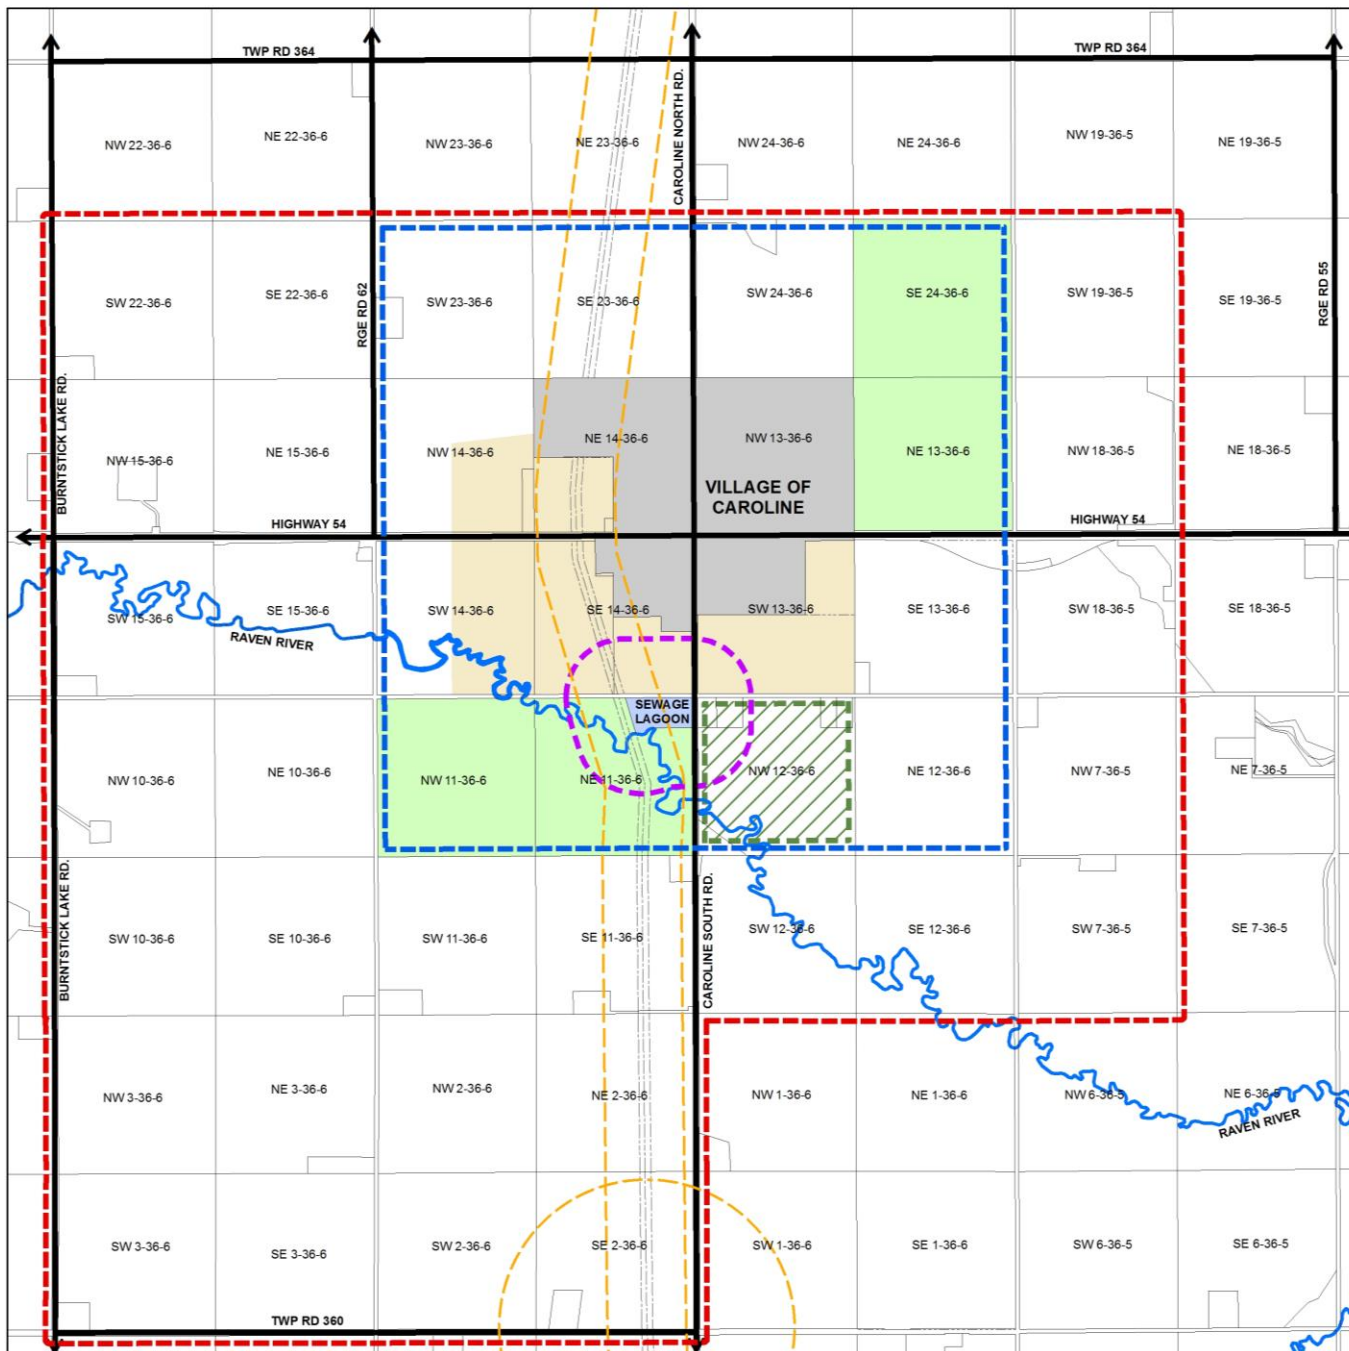 TWP RD 364
TWP RD 364
CAROLINE NORTH RD.
NW 22-36-6
NE 22-36-6
NW 23-36-6
NE 23-36-6
NW 24-36-6
NE 24-36-6
NW 19-36-5
NE 19-36-5
RGE RD 62
RGE RD 55
SW 22-36-6
SE 22-36-6
SW 23-36-6
SE 23-36-6
SW 24-36-6
SE 24-36-6
SW 19-36-5
SE 19-36-5
BURNTSTICK LAKE RD.
NW 15-36-6
NE 15-36-6
NW 14-36-6
NE 14-36-6
NW 13-36-6
NE 13-36-6
NW 18-36-5
NE 18-36-5
VILLAGE OF
CAROLINE
HIGHWAY 54
HIGHWAY 54
SW 15-36-6
SE 15-36-6
SW 14-36-6
SE 14-36-6
SW 13-36-6
SE 13-36-6
SW 18-36-5
SE 18-36-5
RAVEN RIVER
SEWAGE
LAGOON
NW 10-36-6
NE 10-36-6
NW 11-36-6
NE 11-36-6
NW 12-36-6
NE 12-36-6
NW 7-36-5
NE 7-36-5
BURNTSTICK LAKE RD.
CAROLINE SOUTH RD.
SW 10-36-6
SE 10-36-6
SW 11-36-6
SE 11-36-6
SW 12-36-6
SE 12-36-6
SW 7-36-5
SE 7-36-5
NW 3-36-6
NE 3-36-6
NW 2-36-6
NE 2-36-6
NW 1-36-6
NE 1-36-6
NW 6-36-5
NE 6-36-5
RAVEN RIVER
SW 3-36-6
SE 3-36-6
SW 2-36-6
SE 2-36-6
SW 1-36-6
SE 1-36-6
SW 6-36-5
SE 6-36-5
TWP RD 360